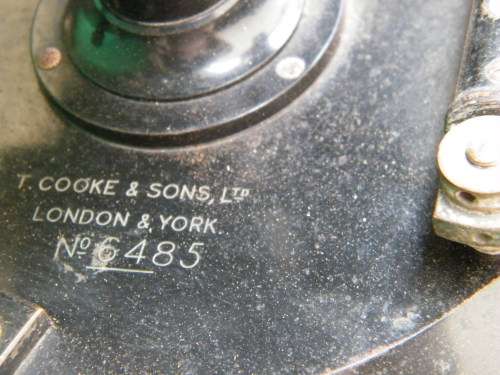 T. COOKE & SONS, LTD
LONDON & YORK.
No 6485